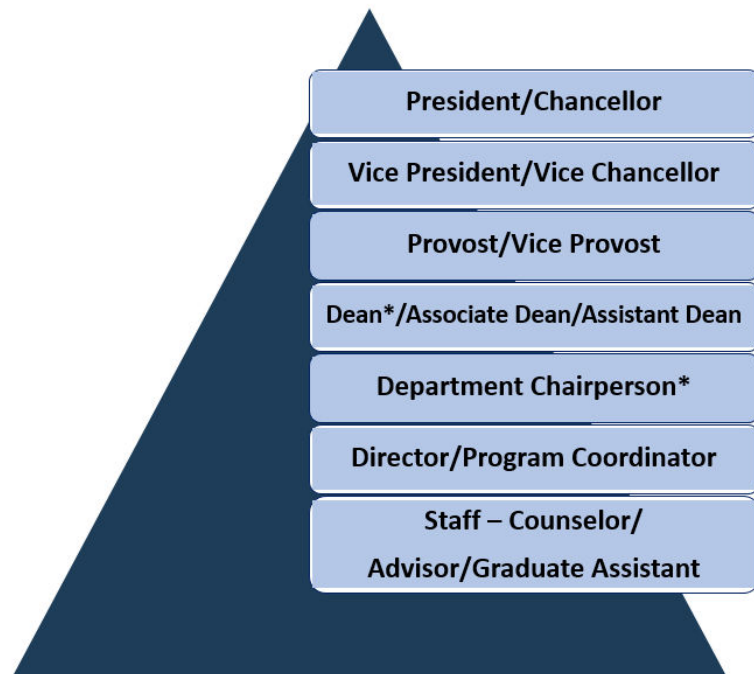 President/Chancellor
Vice President/Vice Chancellor
Provost/Vice Provost
Dean*/Associate Dean/Assistant Dean
Department Chairperson*
Director/Program Coordinator
Staff – Counselor/
Advisor/Graduate Assistant